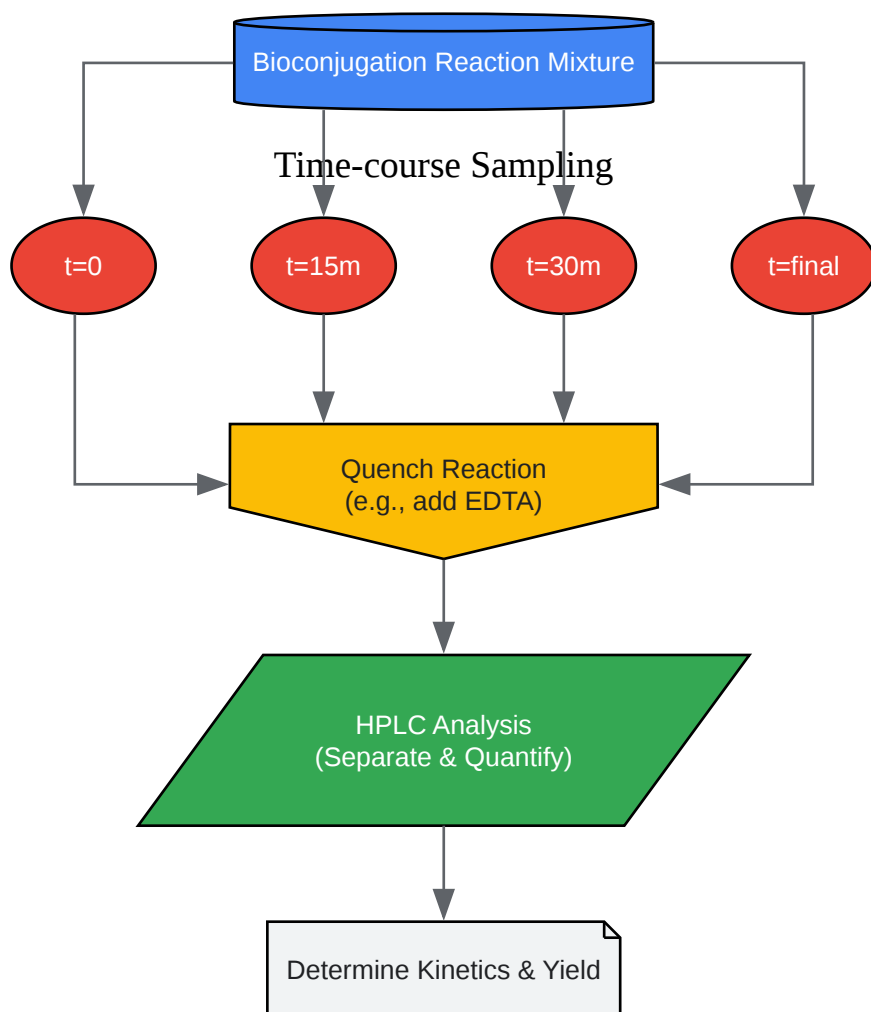 Bioconjugation Reaction Mixture
Time-course Sampling
t=0
t=15m
t=30m
t=final
Quench Reaction
(e.g., add EDTA)
HPLC Analysis
(Separate & Quantify)
Determine Kinetics & Yield